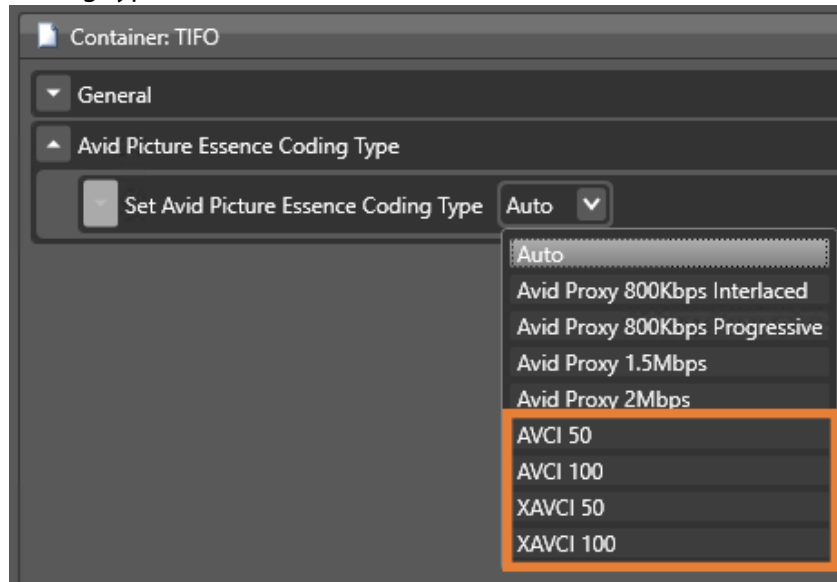 Container: TIFO
General
Avid Picture Essence Coding Type
Set Avid Picture Essence Coding Type Auto
Auto
Avid Proxy 800Kbps Interlaced
Avid Proxy 800Kbps Progressive
Avid Proxy 1.5Mbps
Avid Proxy 2Mbps
AVCI 50
AVCI 100
XAVCI 50
XAVCI 100